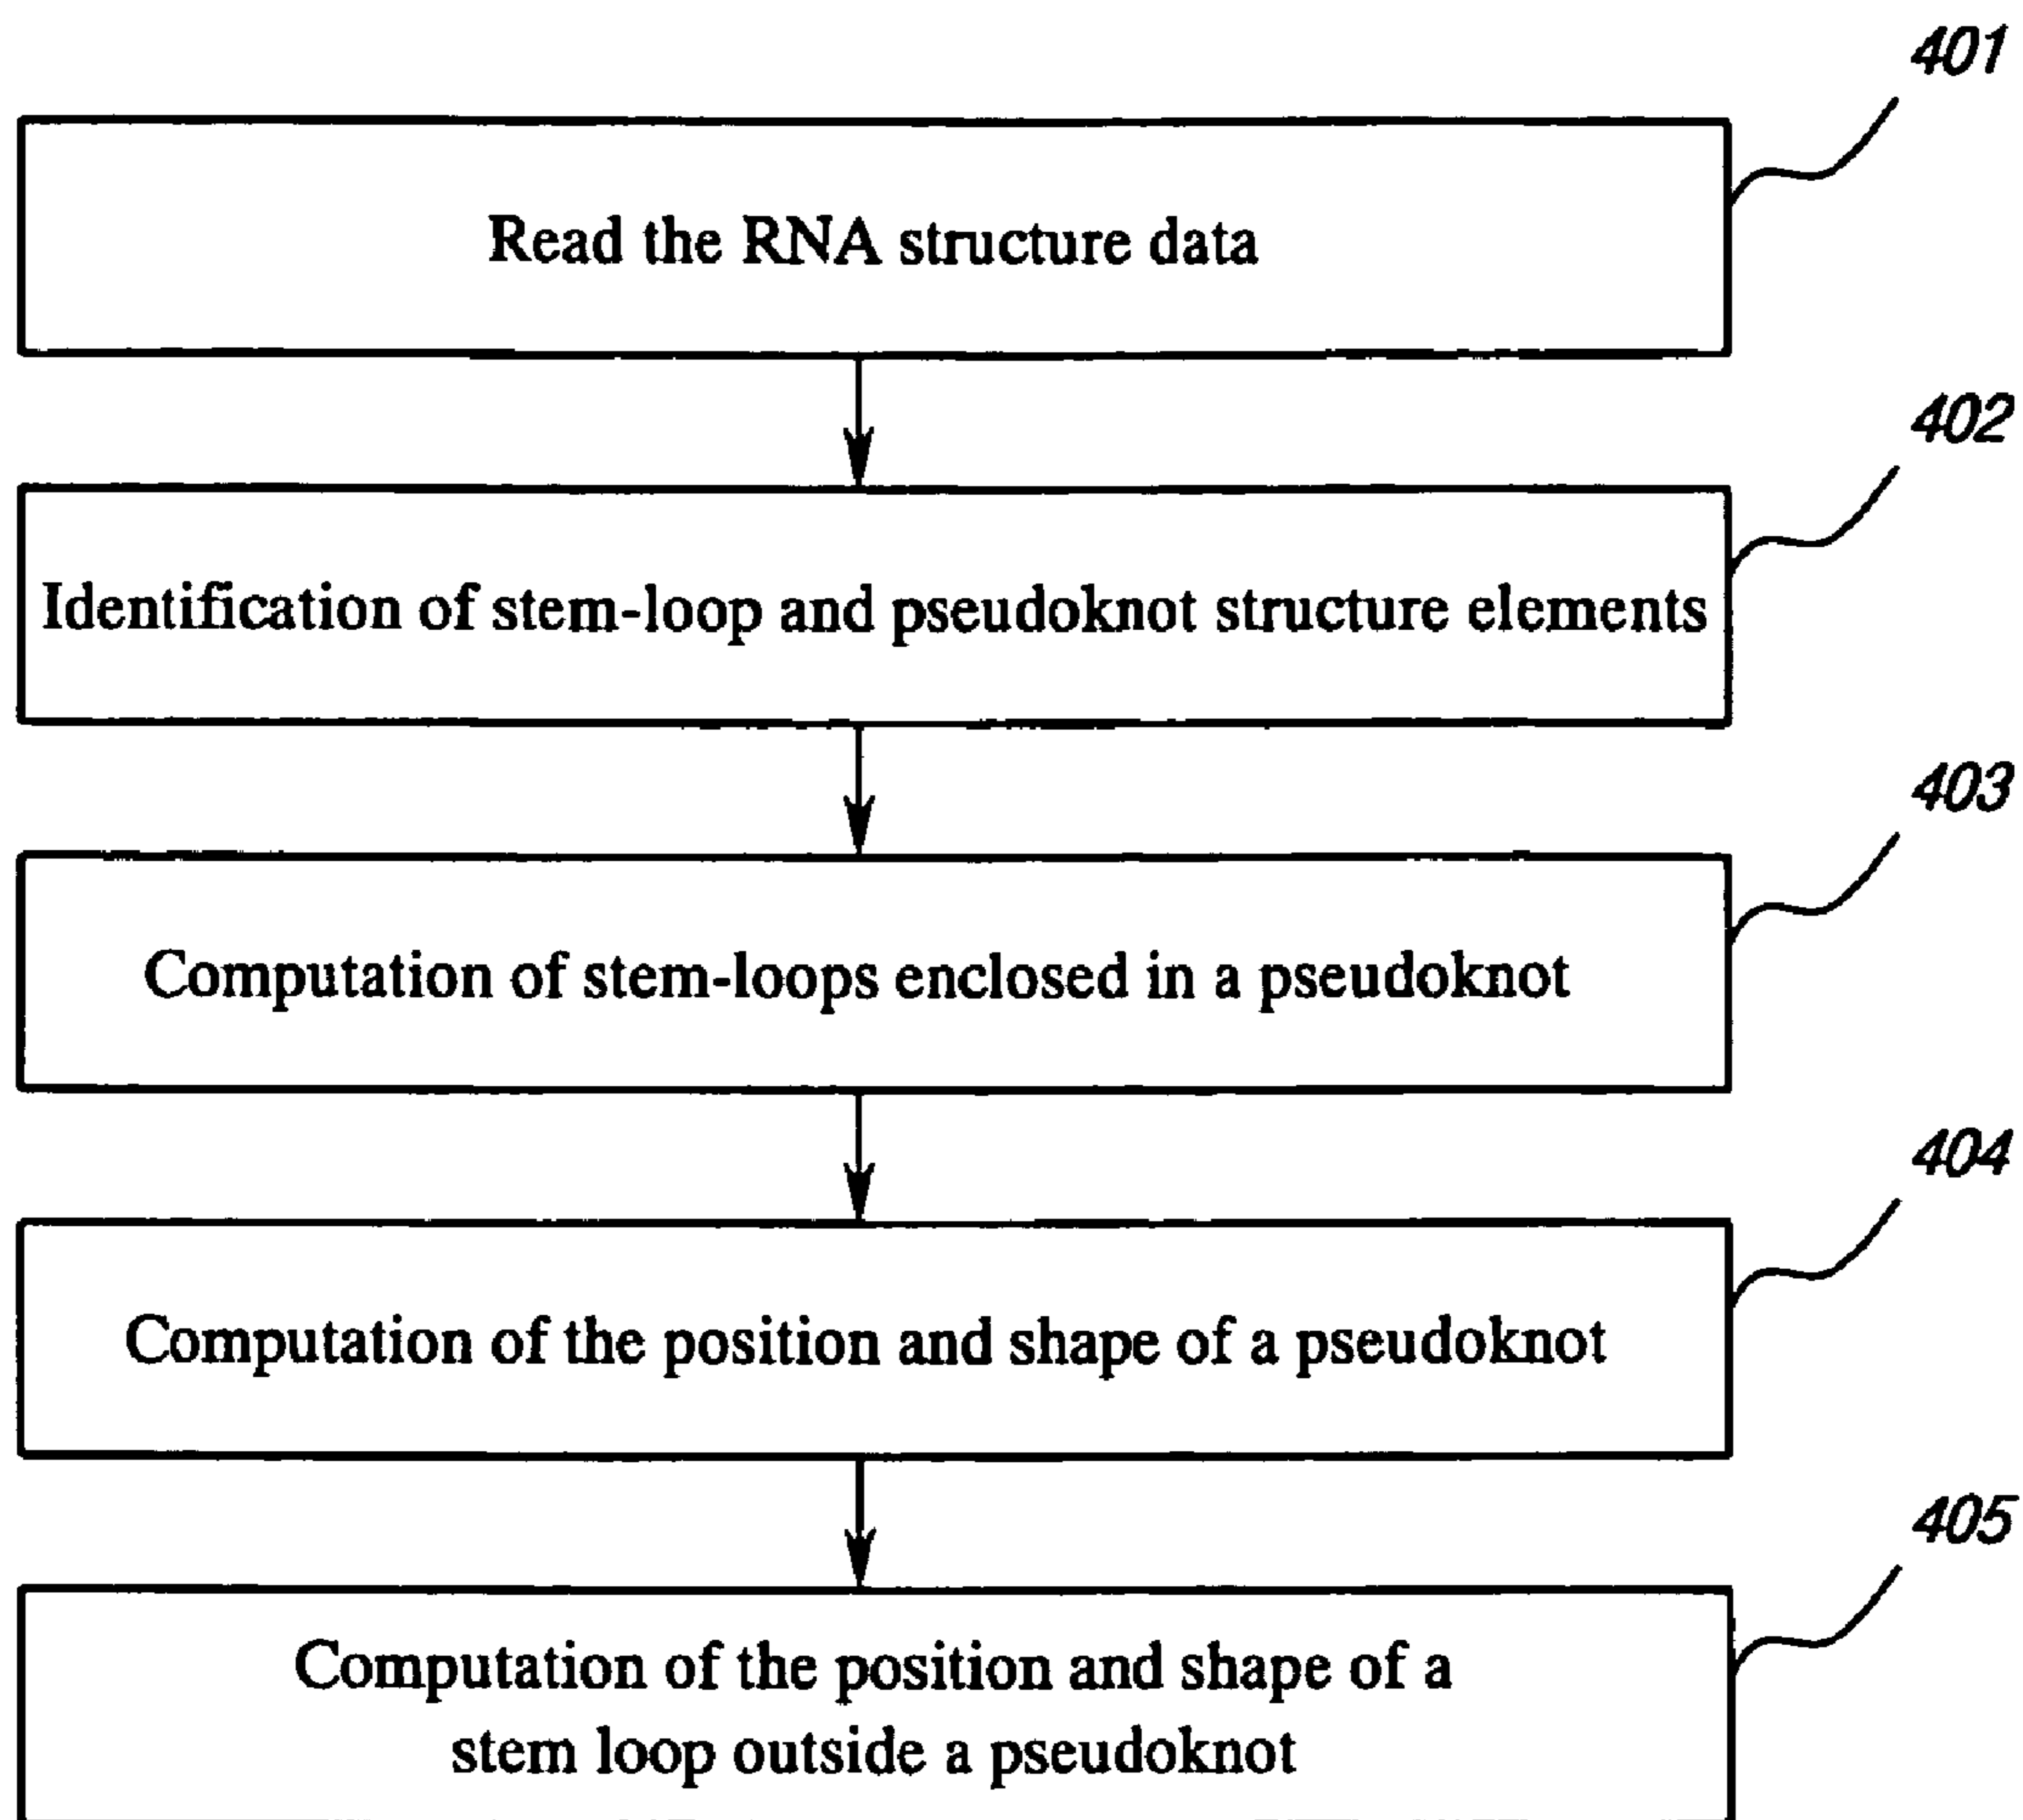 401
Read the RNA structure data
402
Identification of stem-loop and pseudoknot structure elements
403
Computation of stem-loops enclosed in a pseudoknot
404
Computation of the position and shape of a pseudoknot
405
Computation of the position and shape of a
stem loop outside a pseudoknot